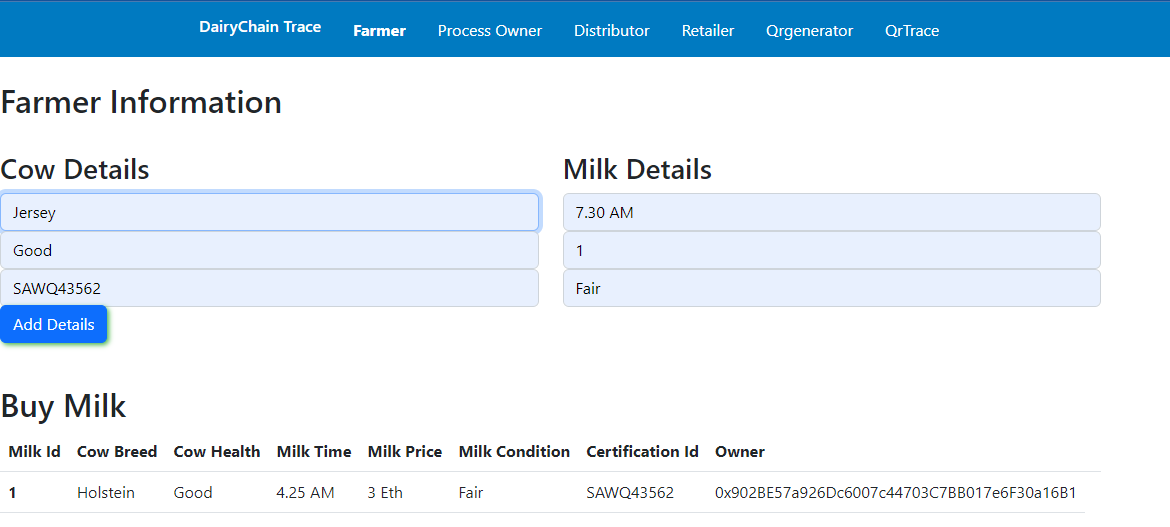 DairyChain Trace Farmer Process Owner Distributor Retailer Qrgenerator QrTrace
Farmer Information
Cow Details
Jersey
Good
SAWQ43562
Add Details
Milk Details
7.30 AM
1
Fair
Buy Milk
Milk Id Cow Breed Cow Health Milk Time Milk Price Milk Condition Certification Id Owner
1 Holstein Good 4.25 AM 3 Eth Fair SAWQ43562 0x902BE57a926Dc6007c44703C7BB017e6F30a16B1